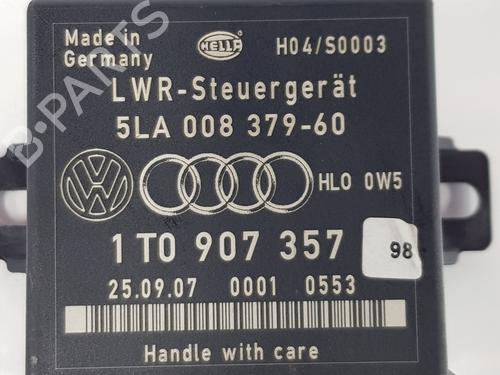 Made in
Germany
HELLA
H04/S0003
LWR-Steuergerät
5LA 008 379-60
HL0 0W5
1T0 907 357
98
25.09.07 0001 0553
Handle with care
B-PARTS